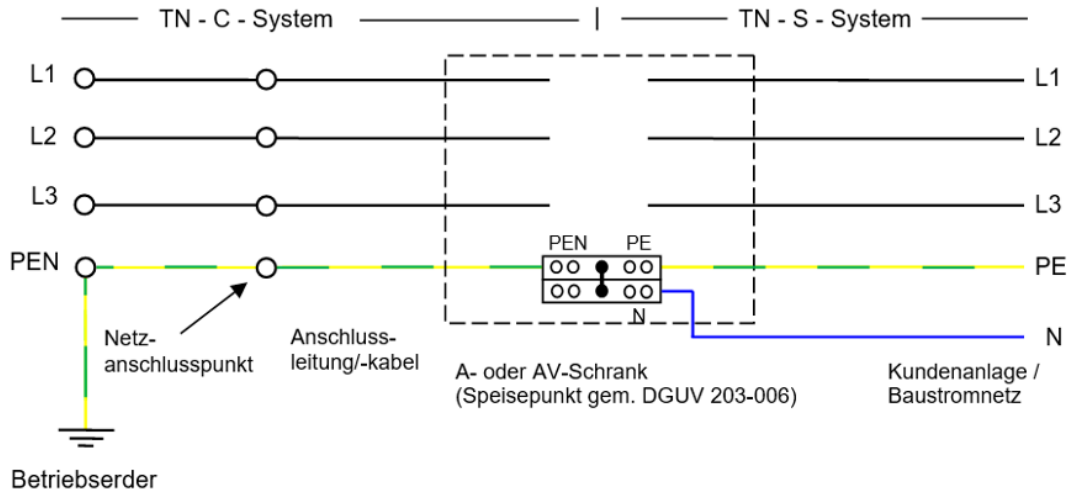 TN - C - System
TN - S - System
L1
L1
L2
L2
L3
L3
PEN
PEN
PE
PE
N
N
Netz-
anschlusspunkt
Anschluss-
leitung/-kabel
A- oder AV-Schrank
(Speisepunkt gem. DGUV 203-006)
Kundenanlage /
Baustromnetz
Betriebserder